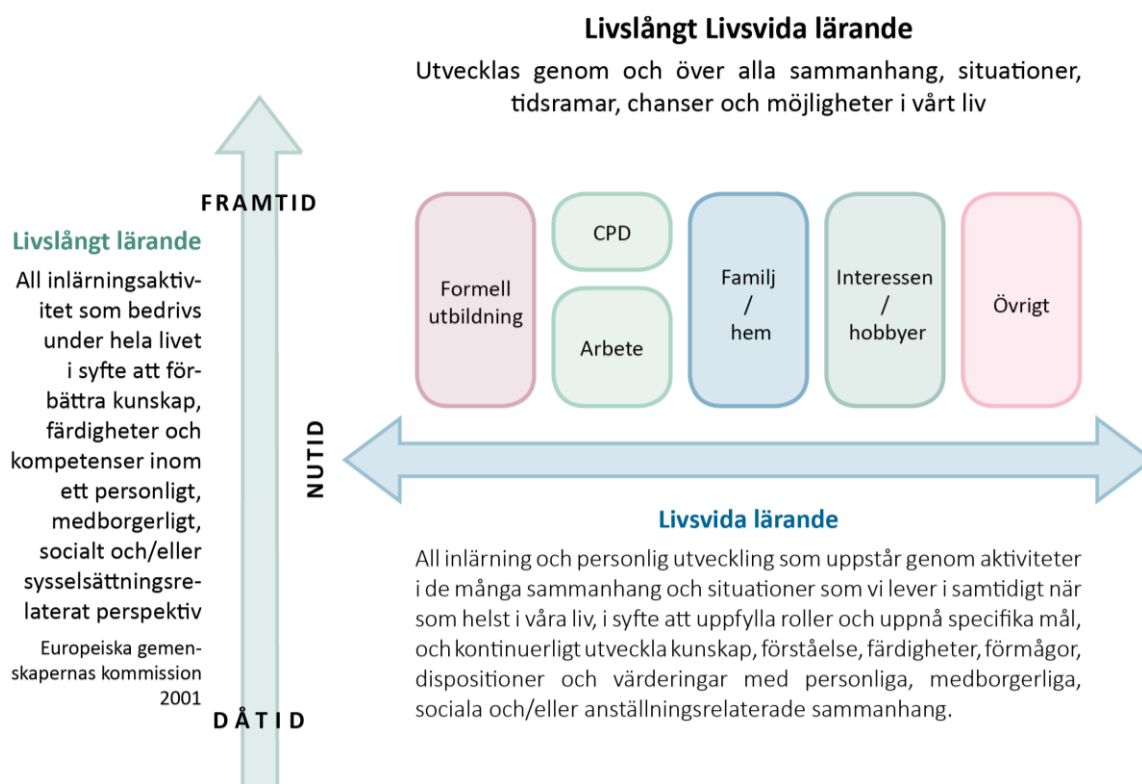 Livslångt Livsvida lärande
Utvecklas genom och över alla sammanhang, situationer,
tidsramar, chanser och möjligheter i vårt liv
FRAMTID
Livslångt lärande
All inlärningsaktiv-
itet som bedrivs
under hela livet
i syfte att för-
bättra kunskap,
färdigheter och
kompetenser inom
ett personligt,
medborgerligt,
socialt och/eller
sysselsättningsre-
laterat perspektiv
Europeiska gemen-
skapernas kommission
2001
DÅTID
NUTID
Formell
utbildning
CPD
Arbete
Familj
/
hem
Interessen
/
hobbyer
Övrigt
Livsvida lärande
All inlärning och personlig utveckling som uppstår genom aktiviteter
i de många sammanhang och situationer som vi lever i samtidigt när
som helst i våra liv, i syfte att uppfylla roller och uppnå specifika mål,
och kontinuerligt utveckla kunskap, förståelse, färdigheter, förmågor,
dispositioner och värderingar med personliga, medborgerliga,
sociala och/eller anställningsrelaterade sammanhang.